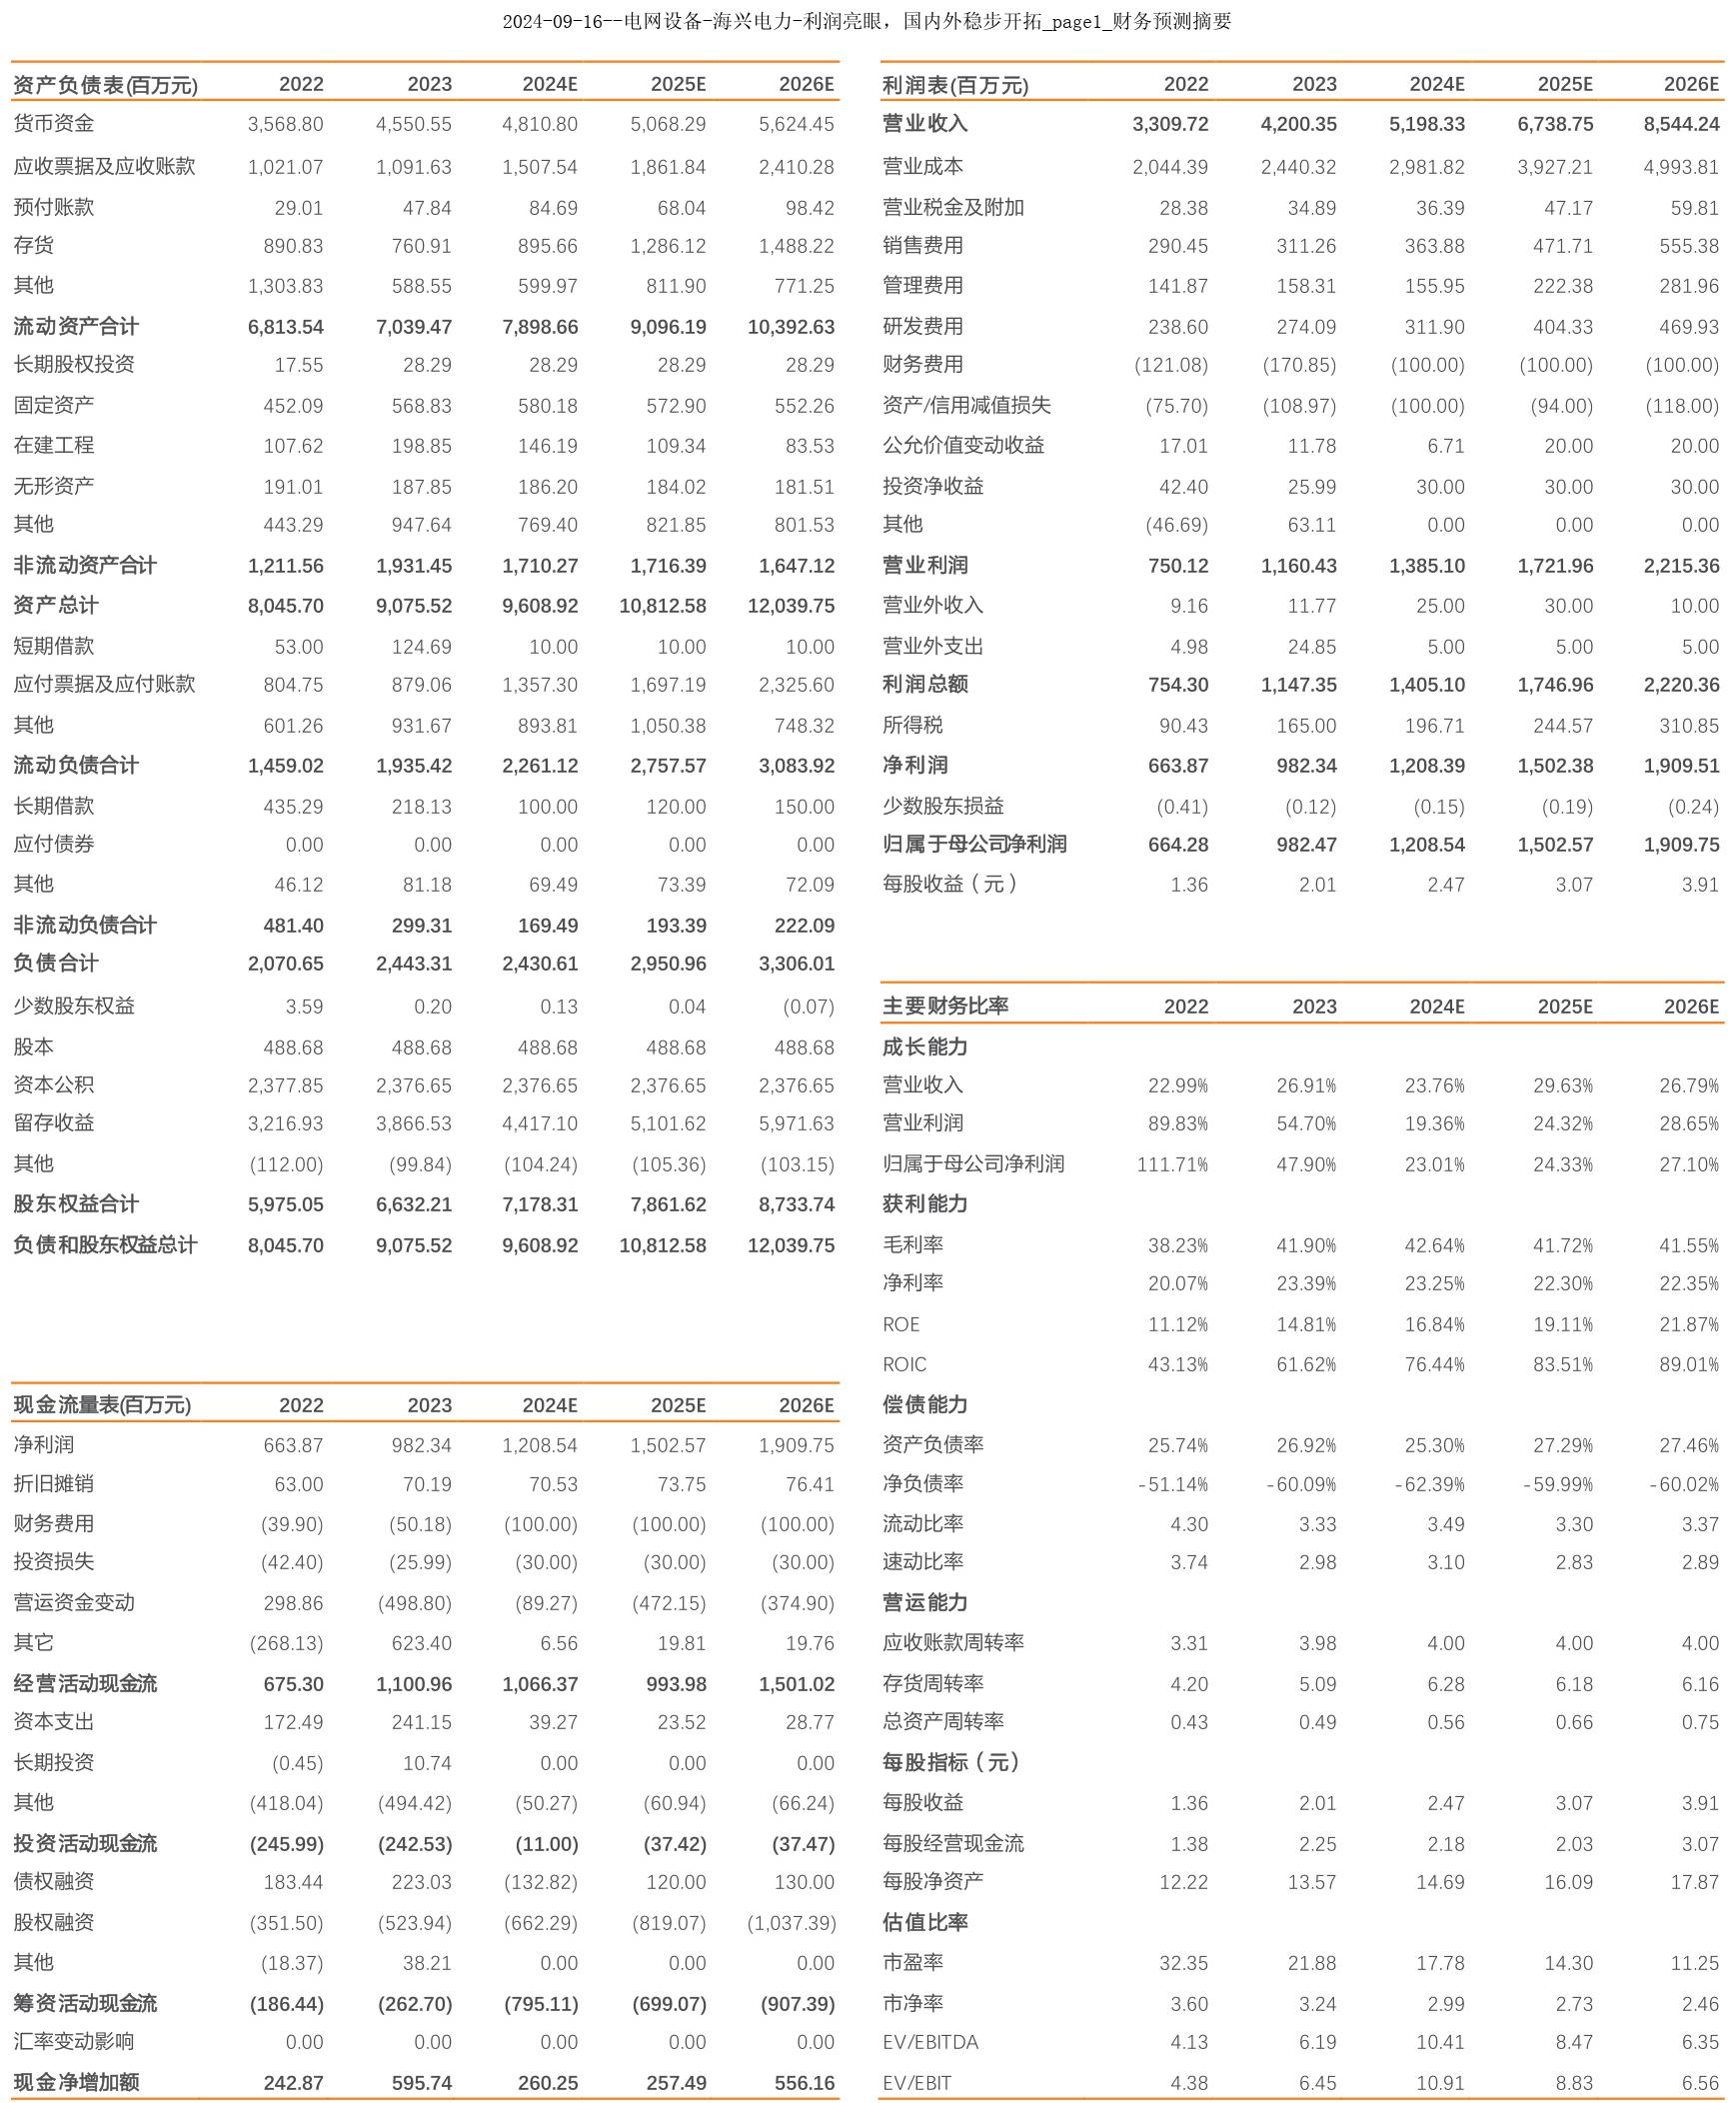 2024-09-16--电网设备-海兴电力-利润亮眼，国内外稳步开拓_page1_财务预测摘要
资产负债表(百万元) 2022 2023 2024E 2025E 2026E
货币资金 3,568.80 4,550.55 4,810.80 5,068.29 5,624.45
应收票据及应收账款 1,021.07 1,091.63 1,507.54 1,861.84 2,410.28
预付账款 29.01 47.84 84.69 68.04 98.42
存货 890.83 760.91 895.66 1,286.12 1,488.22
其他 1,303.83 588.55 599.97 811.90 771.25
流动资产合计 6,813.54 7,039.47 7,898.66 9,096.19 10,392.63
长期股权投资 17.55 28.29 28.29 28.29 28.29
固定资产 452.09 568.83 580.18 572.90 552.26
在建工程 107.62 198.85 146.19 109.34 83.53
无形资产 191.01 187.85 186.20 184.02 181.51
其他 443.29 947.64 769.40 821.85 801.53
非流动资产合计 1,211.56 1,931.45 1,710.27 1,716.39 1,647.12
资产总计 8,045.70 9,075.52 9,608.92 10,812.58 12,039.75
短期借款 53.00 124.69 10.00 10.00 10.00
应付票据及应付账款 804.75 879.06 1,357.30 1,697.19 2,325.60
其他 601.26 931.67 893.81 1,050.38 748.32
流动负债合计 1,459.02 1,935.42 2,261.12 2,757.57 3,083.92
长期借款 435.29 218.13 100.00 120.00 150.00
应付债券 0.00 0.00 0.00 0.00 0.00
其他 46.12 81.18 69.49 73.39 72.09
非流动负债合计 481.40 299.31 169.49 193.39 222.09
负债合计 2,070.65 2,443.31 2,430.61 2,950.96 3,306.01
少数股东权益 3.59 0.20 0.13 0.04 (0.07)
股本 488.68 488.68 488.68 488.68 488.68
资本公积 2,377.85 2,376.65 2,376.65 2,376.65 2,376.65
留存收益 3,216.93 3,866.53 4,417.10 5,101.62 5,971.63
其他 (112.00) (99.84) (104.24) (105.36) (103.15)
股东权益合计 5,975.05 6,632.21 7,178.31 7,861.62 8,733.74
负债和股东权益总计 8,045.70 9,075.52 9,608.92 10,812.58 12,039.75
现金流量表(百万元) 2022 2023 2024E 2025E 2026E
净利润 663.87 982.34 1,208.54 1,502.57 1,909.75
折旧摊销 63.00 70.19 70.53 73.75 76.41
财务费用 (39.90) (50.18) (100.00) (100.00) (100.00)
投资损失 (42.40) (25.99) (30.00) (30.00) (30.00)
营运资金变动 298.86 (498.80) (89.27) (472.15) (374.90)
其它 (268.13) 623.40 6.56 19.81 19.76
经营活动现金流 675.30 1,100.96 1,066.37 993.98 1,501.02
资本支出 172.49 241.15 39.27 23.52 28.77
长期投资 (0.45) 10.74 0.00 0.00 0.00
其他 (418.04) (494.42) (50.27) (60.94) (66.24)
投资活动现金流 (245.99) (242.53) (11.00) (37.42) (37.47)
债权融资 183.44 223.03 (132.82) 120.00 130.00
股权融资 (351.50) (523.94) (662.29) (819.07) (1,037.39)
其他 (18.37) 38.21 0.00 0.00 0.00
筹资活动现金流 (186.44) (262.70) (795.11) (699.07) (907.39)
汇率变动影响 0.00 0.00 0.00 0.00 0.00
现金净增加额 242.87 595.74 260.25 257.49 556.16
利润表(百万元) 2022 2023 2024E 2025E 2026E
营业收入 3,309.72 4,200.35 5,198.33 6,738.75 8,544.24
营业成本 2,044.39 2,440.32 2,981.82 3,927.21 4,993.81
营业税金及附加 28.38 34.89 36.39 47.17 59.81
销售费用 290.45 311.26 363.88 471.71 555.38
管理费用 141.87 158.31 155.95 222.38 281.96
研发费用 238.60 274.09 311.90 404.33 469.93
财务费用 (121.08) (170.85) (100.00) (100.00) (100.00)
资产/信用减值损失 (75.70) (108.97) (100.00) (94.00) (118.00)
公允价值变动收益 17.01 11.78 6.71 20.00 20.00
投资净收益 42.40 25.99 30.00 30.00 30.00
其他 (46.69) 63.11 0.00 0.00 0.00
营业利润 750.12 1,160.43 1,385.10 1,721.96 2,215.36
营业外收入 9.16 11.77 25.00 30.00 10.00
营业外支出 4.98 24.85 5.00 5.00 5.00
利润总额 754.30 1,147.35 1,405.10 1,746.96 2,220.36
所得税 90.43 165.00 196.71 244.57 310.85
净利润 663.87 982.34 1,208.39 1,502.38 1,909.51
少数股东损益 (0.41) (0.12) (0.15) (0.19) (0.24)
归属于母公司净利润 664.28 982.47 1,208.54 1,502.57 1,909.75
每股收益（元） 1.36 2.01 2.47 3.07 3.91
主要财务比率 2022 2023 2024E 2025E 2026E
成长能力
营业收入 22.99% 26.91% 23.76% 29.63% 26.79%
营业利润 89.83% 54.70% 19.36% 24.32% 28.65%
归属于母公司净利润 111.71% 47.90% 23.01% 24.33% 27.10%
获利能力
毛利率 38.23% 41.90% 42.64% 41.72% 41.55%
净利率 20.07% 23.39% 23.25% 22.30% 22.35%
ROE 11.12% 14.81% 16.84% 19.11% 21.87%
ROIC 43.13% 61.62% 76.44% 83.51% 89.01%
偿债能力
资产负债率 25.74% 26.92% 25.30% 27.29% 27.46%
净负债率 -51.14% -60.09% -62.39% -59.99% -60.02%
流动比率 4.30 3.33 3.49 3.30 3.37
速动比率 3.74 2.98 3.10 2.83 2.89
营运能力
应收账款周转率 3.31 3.98 4.00 4.00 4.00
存货周转率 4.20 5.09 6.28 6.18 6.16
总资产周转率 0.43 0.49 0.56 0.66 0.75
每股指标（元）
每股收益 1.36 2.01 2.47 3.07 3.91
每股经营现金流 1.38 2.25 2.18 2.03 3.07
每股净资产 12.22 13.57 14.69 16.09 17.87
估值比率
市盈率 32.35 21.88 17.78 14.30 11.25
市净率 3.60 3.24 2.99 2.73 2.46
EV/EBITDA 4.13 6.19 10.41 8.47 6.35
EV/EBIT 4.38 6.45 10.91 8.83 6.56